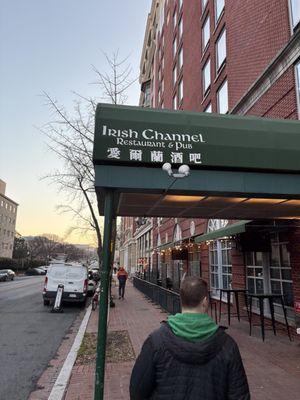 Irish Channel
Restaurant & Pub
愛爾蘭酒吧